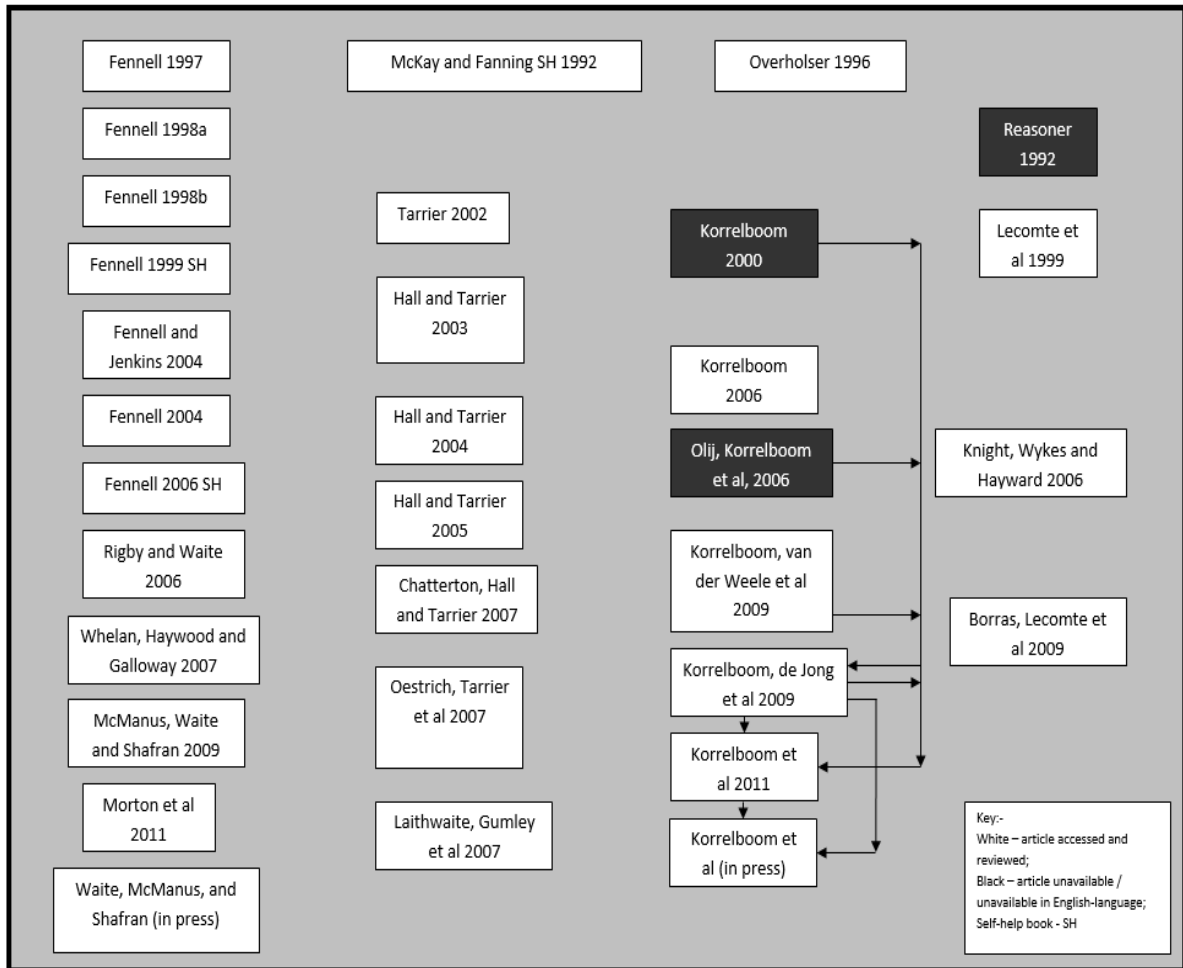 Fennell 1997
McKay and Fanning SH 1992
Overholser 1996
Fennell 1998a
Reasoner
1992
Fennell 1998b
Tarrier 2002
Korrelboom
2000
Lecomte et
al 1999
Fennell 1999 SH
Hall and Tarrier
2003
Fennell and
Jenkins 2004
Korrelboom
2006
Fennell 2004
Hall and Tarrier
2004
Olij, Korrelboom
et al, 2006
Knight, Wykes and
Hayward 2006
Fennell 2006 SH
Hall and Tarrier
2005
Rigby and Waite
2006
Korrelboom, van
der Weele et al
2009
Chatterton, Hall
and Tarrier 2007
Borras, Lecomte et
al 2009
Whelan, Haywood and
Galloway 2007
Korrelboom, de Jong
et al 2009
Oestrich, Tarrier
et al 2007
McManus, Waite
and Shafran 2009
Korrelboom et
al 2011
Morton et al
2011
Laithwaite, Gumley
et al 2007
Korrelboom et
al (in press)
Waite, McManus, and
Shafran (in press)
Key:-
White – article accessed and
reviewed;
Black – article unavailable /
unavailable in English-language;
Self-help book - SH